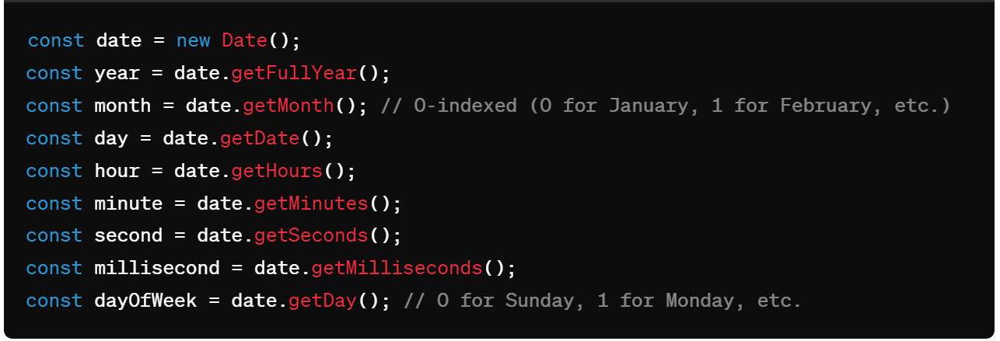 const date = new Date();
const year = date.getFullYear();
const month = date.getMonth(); // 0-indexed (0 for January, 1 for February, etc.)
const day = date.getDate();
const hour = date.getHours();
const minute = date.getMinutes();
const second = date.getSeconds();
const millisecond = date.getMilliseconds();
const dayOfWeek = date.getDay(); // 0 for Sunday, 1 for Monday, etc.